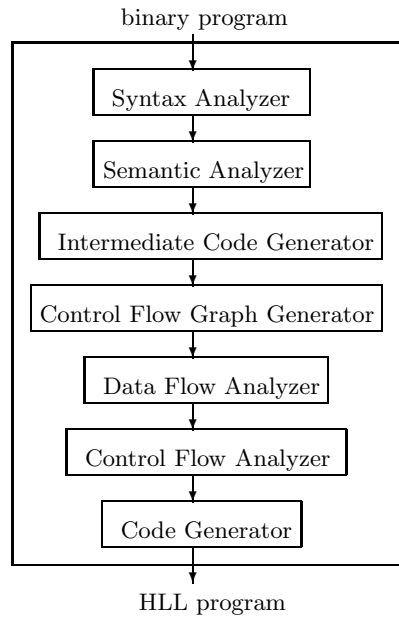 binary program
Syntax Analyzer
Semantic Analyzer
Intermediate Code Generator
Control Flow Graph Generator
Data Flow Analyzer
Control Flow Analyzer
Code Generator
HLL program